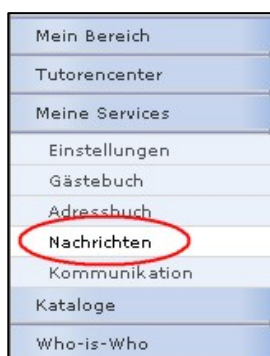 Mein Bereich
Tutorencenter
Meine Services
Einstellungen
Gästebuch
Adressbuch
Nachrichten
Kommunikation
Kataloge
Who-is-Who